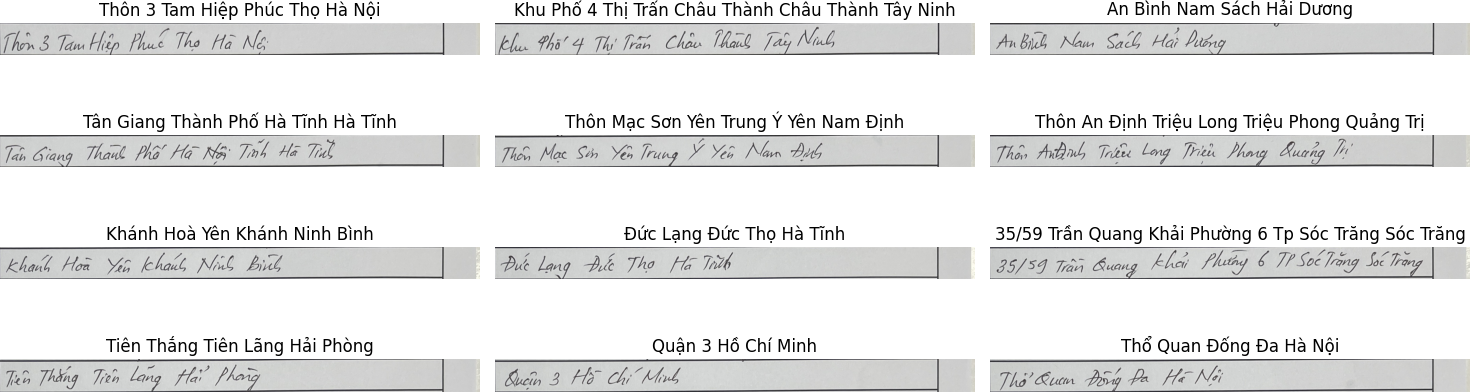 Thôn 3 Tam Hiệp Phúc Thọ Hà Nội
Thôn 3 Tam Hiệp Phúc Thọ Hà Nội
Khu Phố 4 Thị Trấn Châu Thành Châu Thành Tây Ninh
Khu Phố 4 Thị Trấn Châu Thành Tây Ninh
An Bình Nam Sách Hải Dương
An Bình Nam Sách Hải Dương
Tân Giang Thành Phố Hà Tĩnh Hà Tĩnh
Tân Giang Thành Phố Hà Tĩnh Hà Tĩnh
Thôn Mạc Sơn Yên Trung Ý Yên Nam Định
Thôn Mạc Sơn Yên Trung Ý Yên Nam Định
Thôn An Định Triệu Long Triệu Phong Quảng Trị
Thôn An Định Triệu Long Triệu Phong Quảng Trị
Khánh Hoà Yên Khánh Ninh Bình
Khánh Hoà Yên Khánh Ninh Bình
Đức Lạng Đức Thọ Hà Tĩnh
Đức Lạng Đức Thọ Hà Tĩnh
35/59 Trần Quang Khải Phường 6 Tp Sóc Trăng Sóc Trăng
35/59 Trần Quang Khải Phường 6 TP Sóc Trăng Sóc Trăng
Tiên Thắng Tiên Lãng Hải Phòng
Tiên Thắng Tiên Lãng Hải Phòng
Quận 3 Hồ Chí Minh
Quận 3 Hồ Chí Minh
Thổ Quan Đống Đa Hà Nội
Thổ Quan Đống Đa Hà Nội